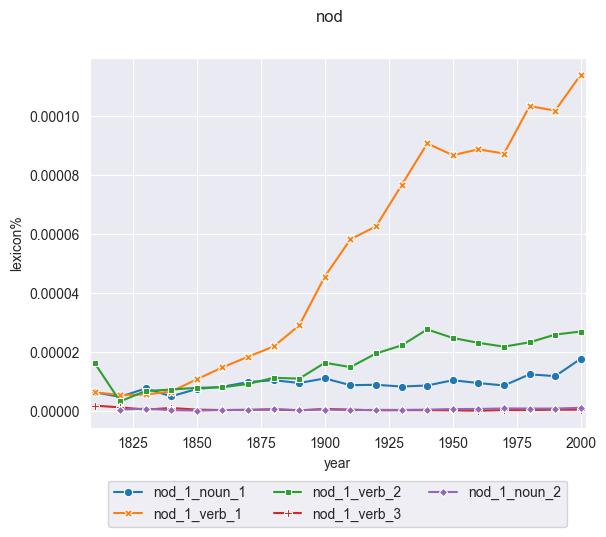 nod
0.00010
0.00008
0.00006
0.00004
0.00002
0.00000
lexicon%
1825 1850 1875 1900 1925 1950 1975 2000
year
nod_1_noun_1 nod_1_verb_2 nod_1_noun_2
nod_1_verb_1 nod_1_verb_3